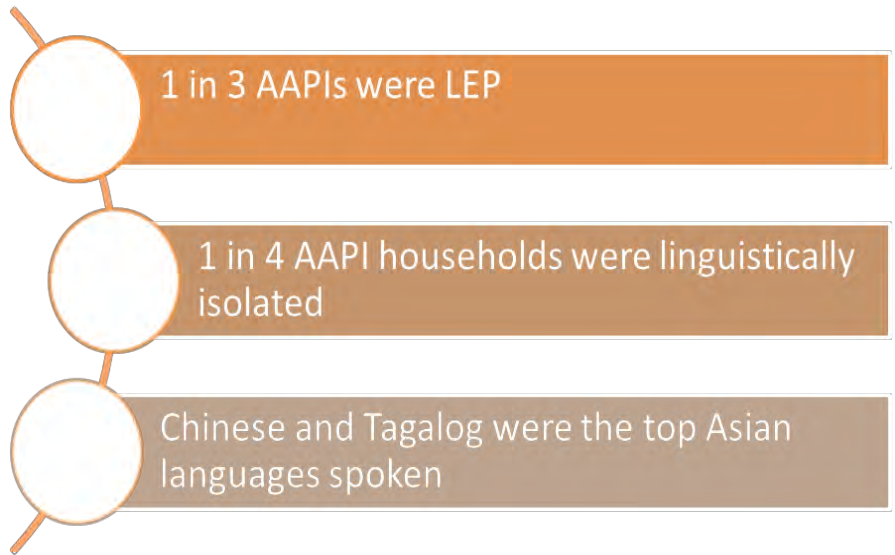 1 in 3 AAPIs were LEP
1 in 4 AAPI households were linguistically
isolated
Chinese and Tagalog were the top Asian
languages spoken